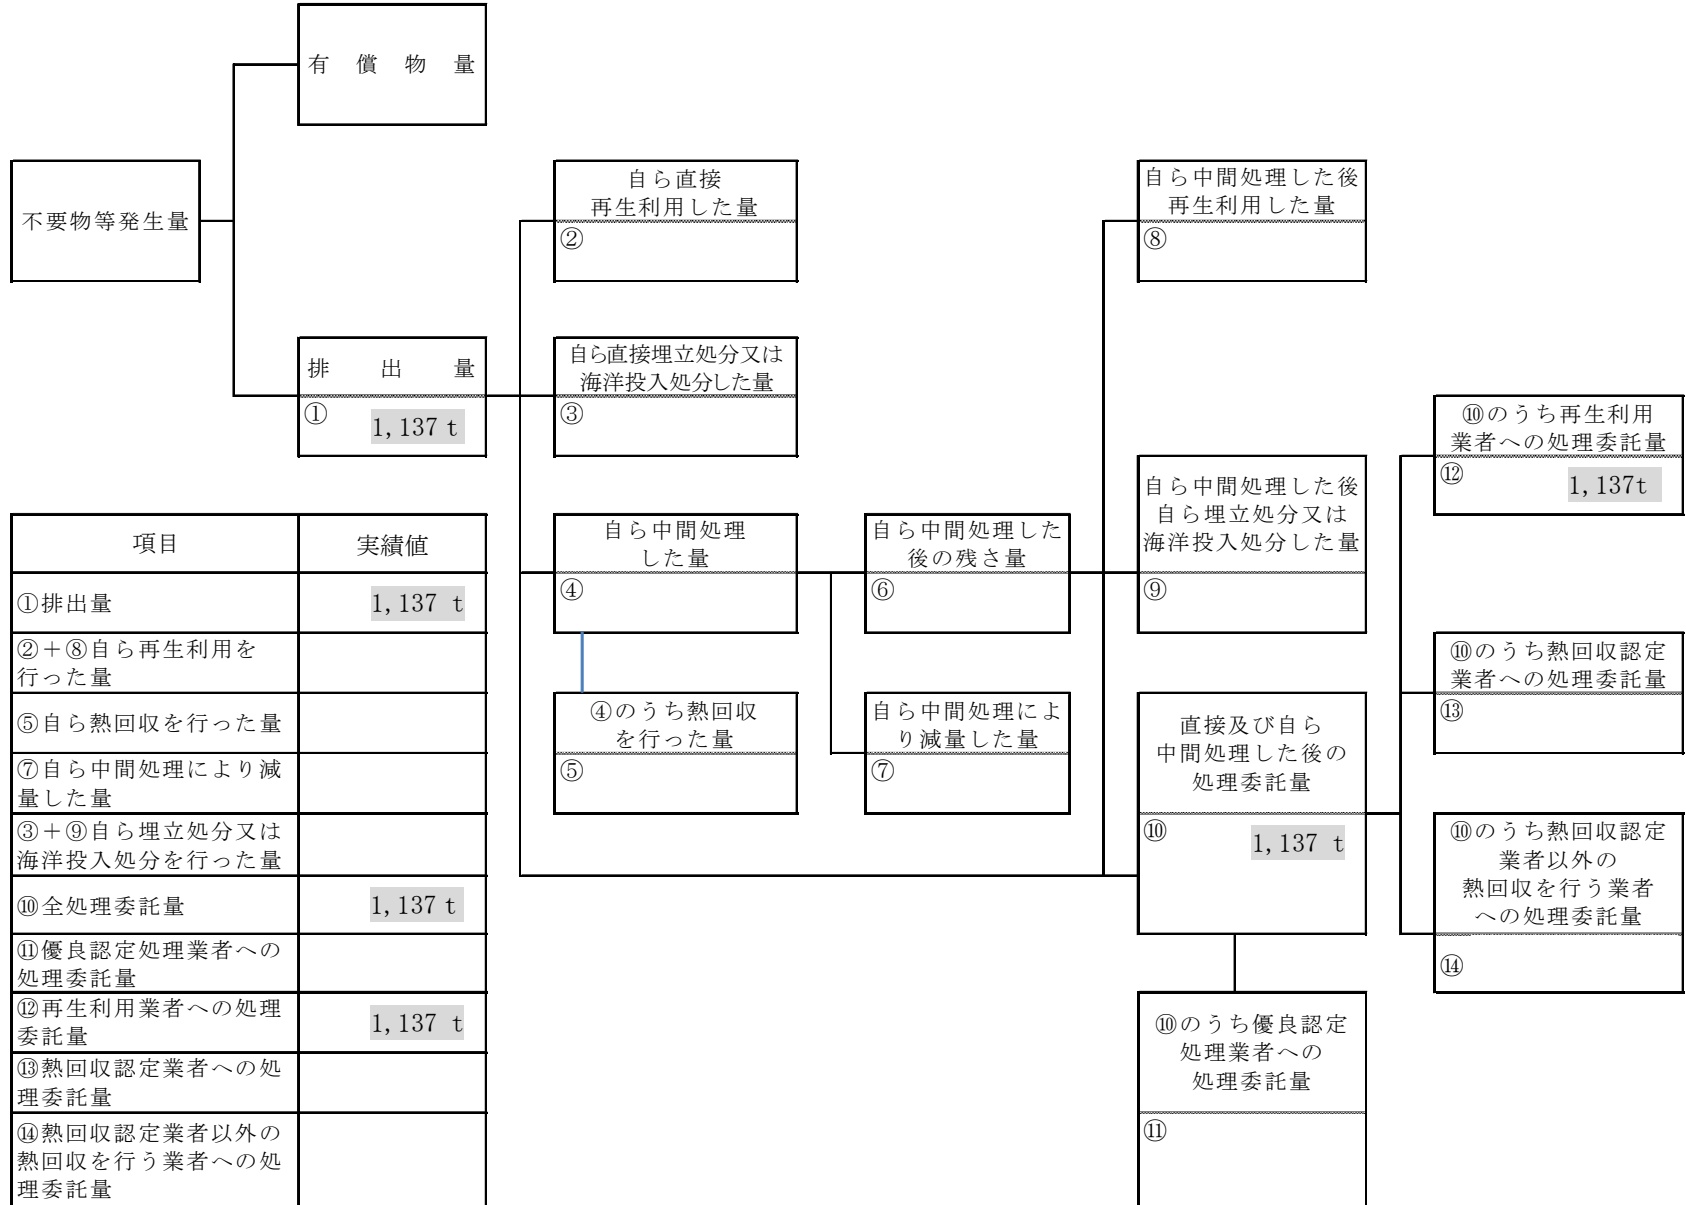 有償物量
不要物等発生量
排出量
①
1,137 t
自ら直接
再生利用した量
②
自ら直接埋立処分又は
海洋投入処分した量
③
自ら中間処理
した量
④
④のうち熱回収
を行った量
⑤
自ら中間処理した
後の残さ量
⑥
自ら中間処理によ
り減量した量
⑦
自ら中間処理した後
再生利用した量
⑧
自ら中間処理した後
自ら埋立処分又は
海洋投入処分した量
⑨
直接及び自ら
中間処理した後の
処理委託量
⑩
1,137 t
⑩のうち優良認定
処理業者への
処理委託量
⑪
⑩のうち再生利用
業者への処理委託量
⑫
1,137t
⑩のうち熱回収認定
業者への処理委託量
⑬
⑩のうち熱回収認定
業者以外の
熱回収を行う業者
への処理委託量
⑭
項目 実績値
①排出量 1,137 t
②＋⑧自ら再生利用を
行った量
⑤自ら熱回収を行った量
⑦自ら中間処理により減
量した量
③＋⑨自ら埋立処分又は
海洋投入処分を行った量
⑩全処理委託量 1,137 t
⑪優良認定処理業者への
処理委託量
⑫再生利用業者への処理
委託量 1,137 t
⑬熱回収認定業者への処
理委託量
⑭熱回収認定業者以外の
熱回収を行う業者への処
理委託量